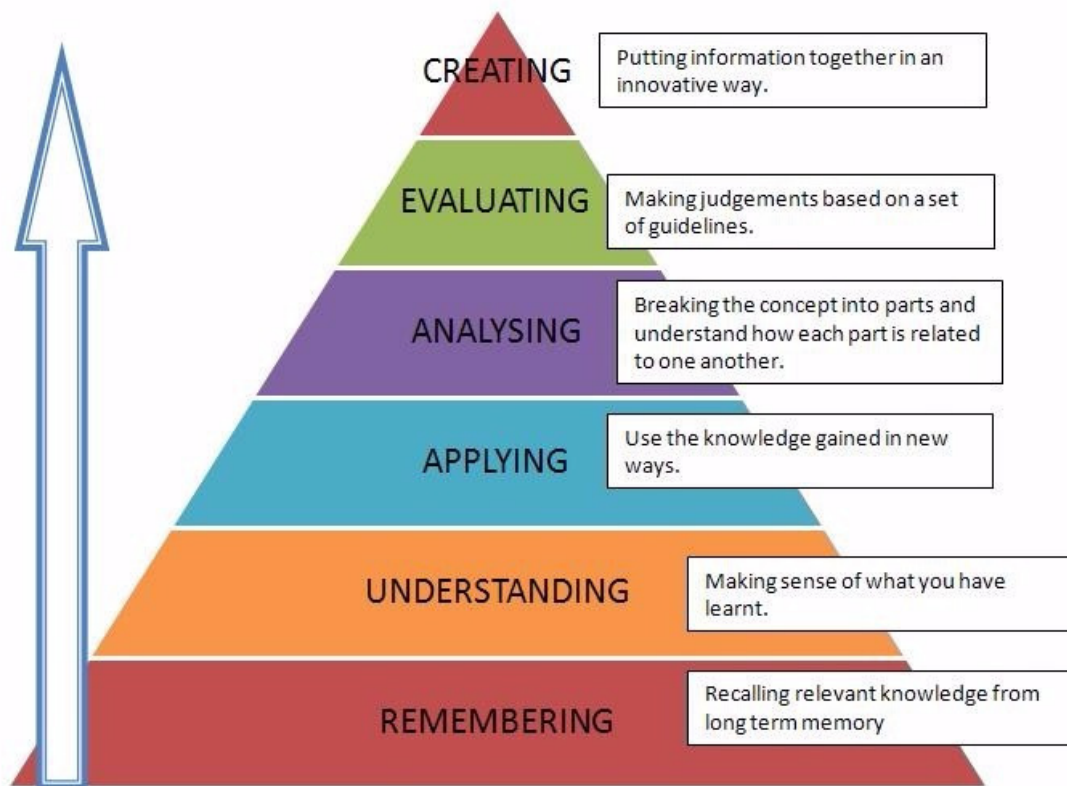 CREATING
Putting information together in an
innovative way.
EVALUATING
Making judgements based on a set
of guidelines.
ANALYSING
Breaking the concept into parts and
understand how each part is related
to one another.
APPLYING
Use the knowledge gained in new
ways.
UNDERSTANDING
Making sense of what you have
learnt.
REMEMBERING
Recalling relevant knowledge from
long term memory